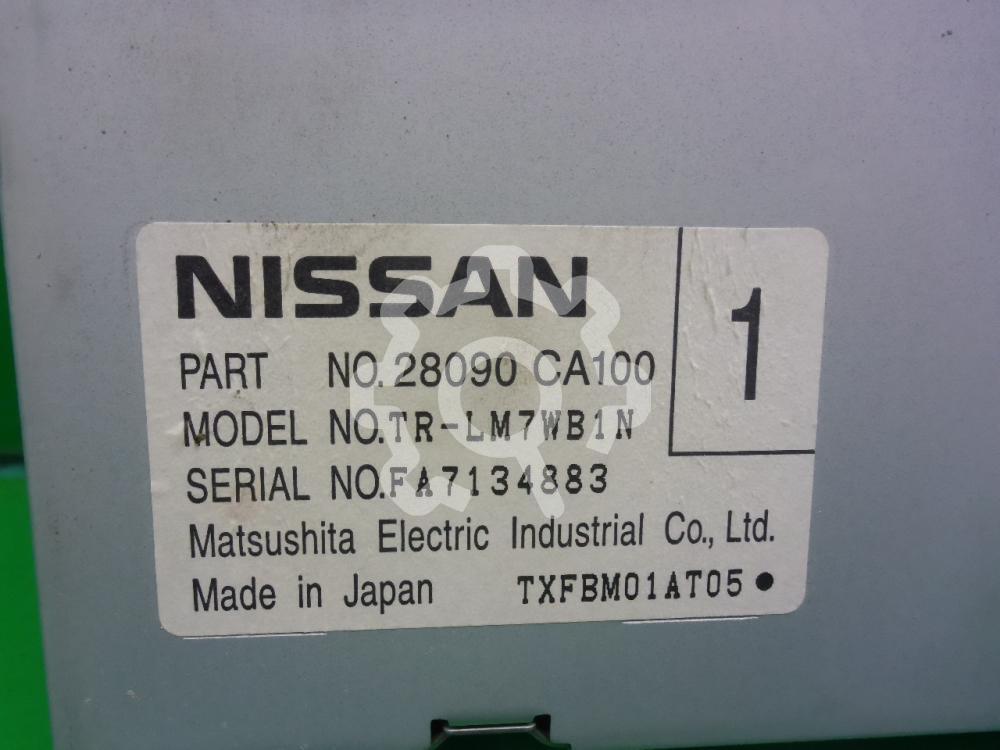 NISSAN
1
PART NO. 28090 CA100
MODEL NO. TR-LM7WB1N
SERIAL NO. FA7134883
Matsushita Electric Industrial Co., Ltd.
Made in Japan TXFBM01AT05 ●